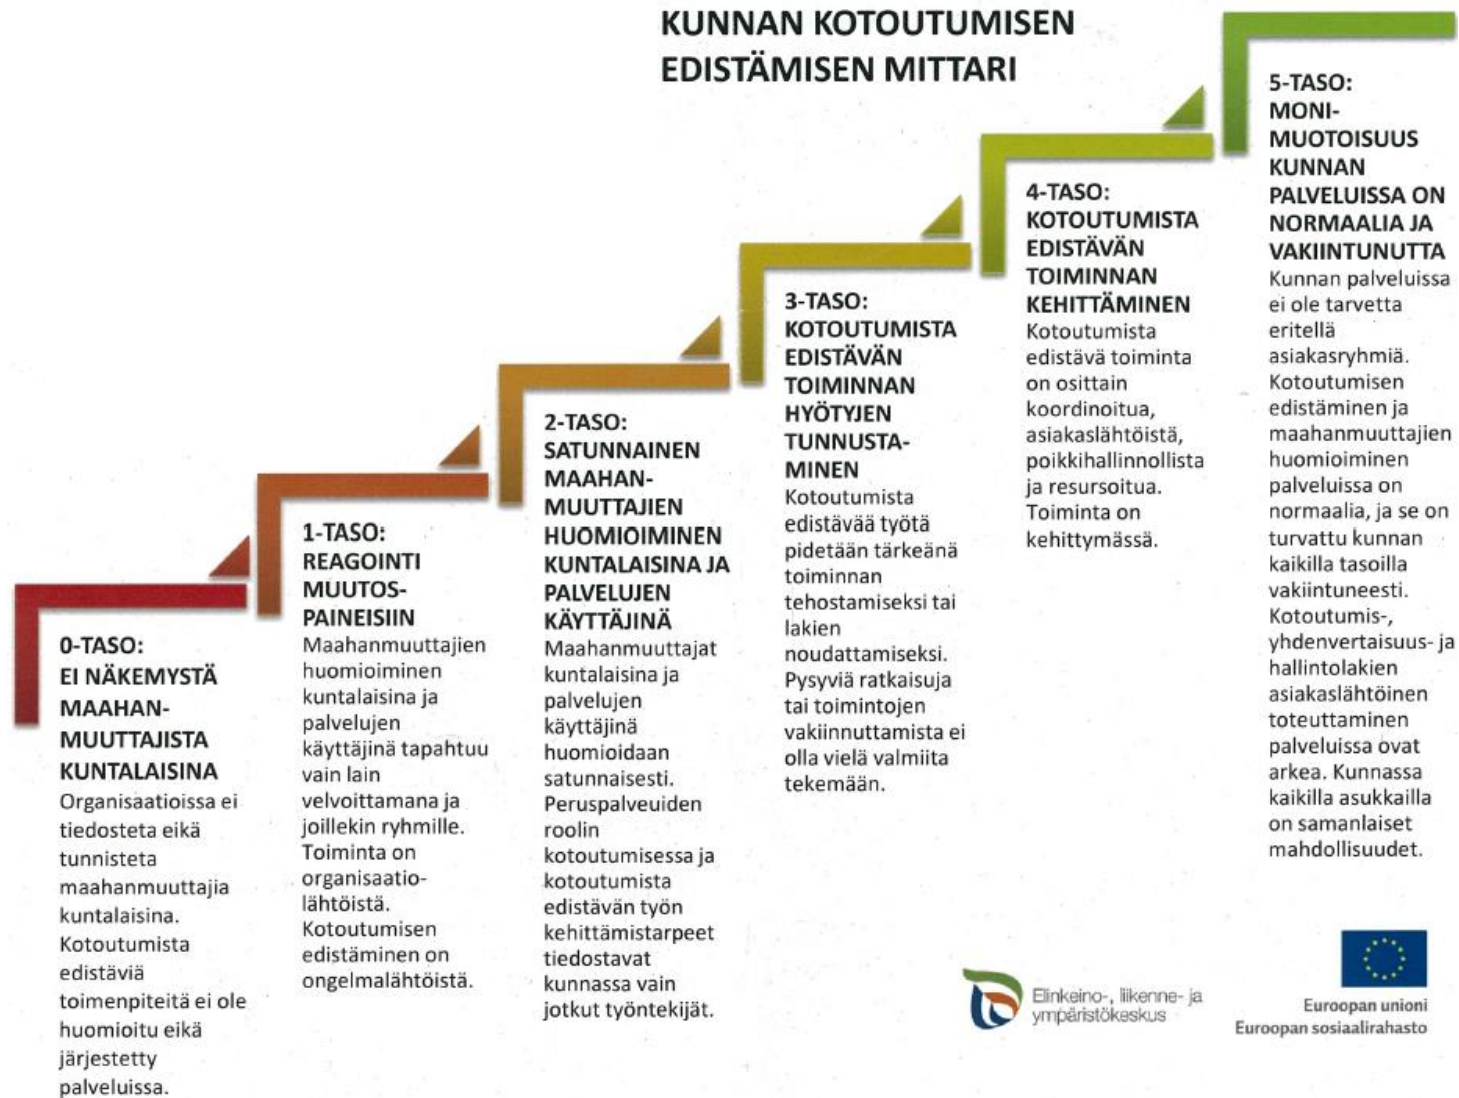 KUNNAN KOTOUTUMISEN
EDISTÄMISEN MITTARI
0-TASO:
EI NÄKEMYSTÄ
MAAHAN-
MUUTTAJISTA
KUNTALAISINA
Organisaatioissa ei
tiedosteta eikä
tunnisteta
maahanmuuttajia
kuntalaisina.
Kotoutumista
edistäviä
toimenpiteitä ei ole
huomioitu eikä
järjestetty
palveluissa.
1-TASO:
REAGOINTI
MUUTOS-
PAINEISIIN
Maahanmuuttajien
huomioiminen
kuntalaisina ja
palvelujen
käyttäjinä tapahtuu
vain lain
velvoittamana ja
joillekin ryhmille.
Toiminta on
organisaatio-
lähtöistä.
Kotoutumisen
edistäminen on
ongelmalähtöistä.
2-TASO:
SATUNNAINEN
MAAHAN-
MUUTTAJIEN
HUOMIOIMINEN
KUNTALAISINA JA
PALVELUJEN
KÄYTTÄJINÄ
Maahanmuuttajat
kuntalaisina ja
palvelujen
käyttäjinä
huomioidaan
satunnaisesti.
Peruspalveuiden
roolin
kotoutumisessa ja
kotoutumista
edistävän työn
kehittämistarpeet
tiedostavat
kunnassa vain
jotkut työntekijät.
3-TASO:
KOTOUTUMISTA
EDISTÄVÄN
TOIMINNAN
HYÖTYJEN
TUNNUSTA-
MINEN
Kotoutumista
edistävää työtä
pidetään tärkeänä
toiminnan
tehostamiseksi tai
lakien
noudattamiseksi.
Pysyviä ratkaisuja
tai toimintojen
vakiinnuttamista ei
olla vielä valmiita
tekemään.
4-TASO:
KOTOUTUMISTA
EDISTÄVÄN
TOIMINNAN
KEHITTÄMINEN
Kotoutumista
edistävä toiminta
on osittain
koordinoitua,
asiakaslähtöistä,
poikkihallinnollista
ja resursoitua.
Toiminta on
kehittymässä.
5-TASO:
MONI-
MUOTOISUUS
KUNNAN
PALVELUISSA ON
NORMAALIA JA
VAKIINTUNUTTA
Kunnan palveluissa
ei ole tarvetta
eritellä
asiakasryhmiä.
Kotoutumisen
edistäminen ja
maahanmuuttajien
huomioiminen
palveluissa on
normaalia, ja se on
turvattu kunnan
kaikilla tasoilla
vakiintuneesti.
Kotoutumis-,
yhdenvertaisuus- ja
hallintolakien
asiakaslähtöinen
toteuttaminen
palveluissa ovat
arkea. Kunnassa
kaikilla asukkailla
on samanlaiset
mahdollisuudet.
Elinkeino-, liikenne- ja
ympäristökeskus
Euroopan unioni
Euroopan sosiaalirahasto